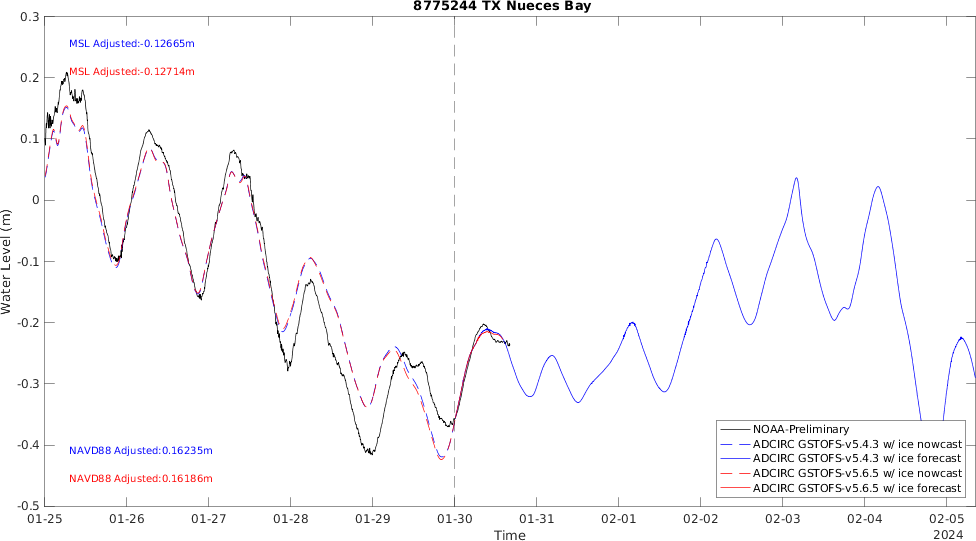 8775244 TX Nueces Bay
0.3
MSL Adjusted:-0.12665m
MSL Adjusted:-0.12714m
0.2
0.1
0
-0.1
-0.2
-0.3
-0.4
-0.5
Water Level (m)
NAVD88 Adjusted:0.16235m
NAVD88 Adjusted:0.16186m
NOAA-Preliminary
ADCIRC GSTOFS-v5.4.3 w/ ice nowcast
ADCIRC GSTOFS-v5.4.3 w/ ice forecast
ADCIRC GSTOFS-v5.6.5 w/ ice nowcast
ADCIRC GSTOFS-v5.6.5 w/ ice forecast
01-25 01-26 01-27 01-28 01-29 01-30 01-31 02-01 02-02 02-03 02-04 02-05
2024
Time